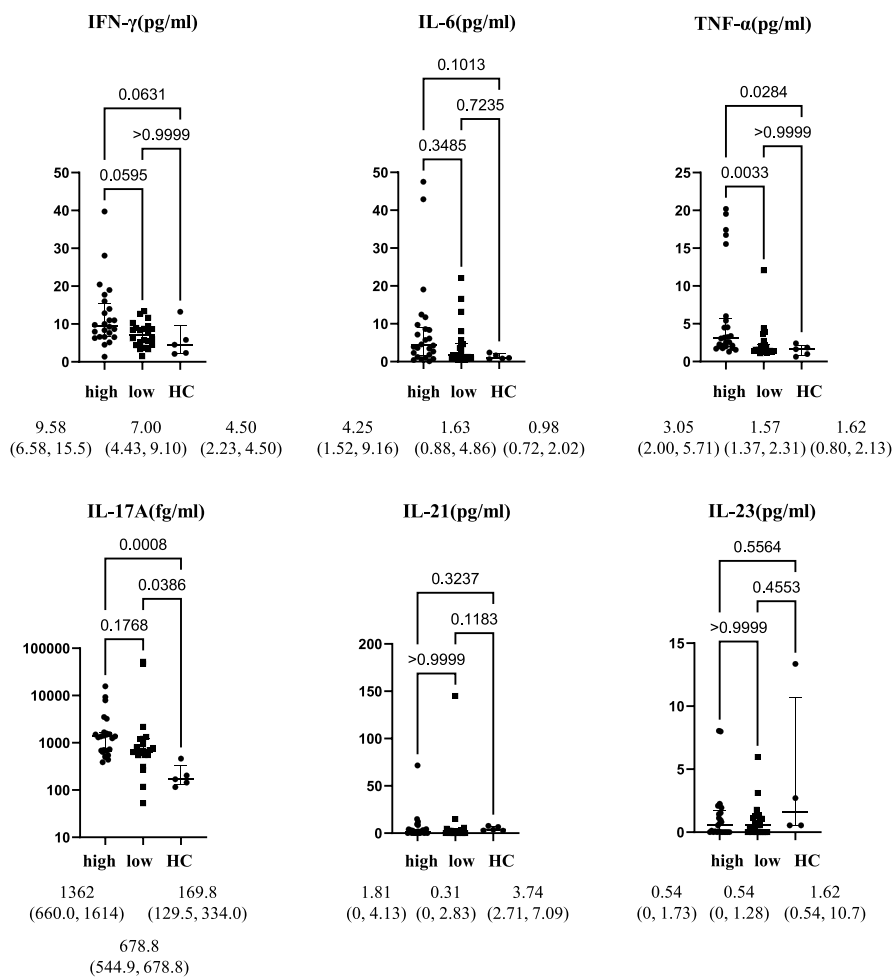 IFN-γ(pg/ml)
0.0631
>0.9999
0.0595
50
40
30
20
10
0
high low HC
9.58 7.00 4.50
(6.58, 15.5) (4.43, 9.10) (2.23, 4.50)
IL-6(pg/ml)
0.1013
0.7235
0.3485
50
40
30
20
10
0
high low HC
4.25 1.63 0.98
(1.52, 9.16) (0.88, 4.86) (0.72, 2.02)
TNF-α(pg/ml)
0.0284
>0.9999
0.0033
25
20
15
10
5
0
high low HC
3.05 1.57 1.62
(2.00, 5.71) (1.37, 2.31) (0.80, 2.13)
IL-17A(fg/ml)
0.0008
0.0386
0.1768
100000
10000
1000
100
10
high low HC
1362 169.8
(660.0, 1614) (129.5, 334.0)
678.8
(544.9, 678.8)
IL-21(pg/ml)
0.3237
0.1183
>0.9999
200
150
100
50
0
high low HC
1.81 0.31 3.74
(0, 4.13) (0, 2.83) (2.71, 7.09)
IL-23(pg/ml)
0.5564
0.4553
>0.9999
15
10
5
0
high low HC
0.54 0.54 1.62
(0, 1.73) (0, 1.28) (0.54, 10.7)